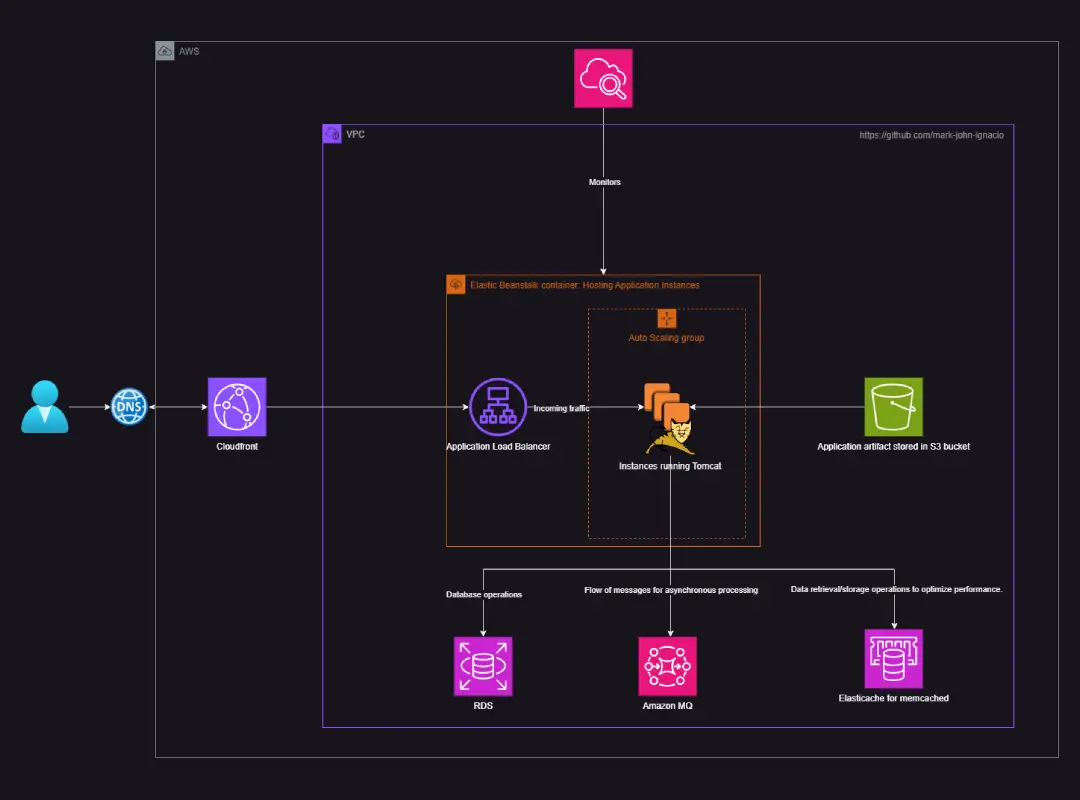 AWS
VPC
https://github.com/mark-john-ignacio
Monitors
Elastic Beanstalk container: Hosting Application Instances
Auto Scaling group
DNS
Incoming traffic
Cloudfront
Application Load Balancer
Application artifact stored in S3 bucket
Instances running Tomcat
Database operations
Flow of messages for asynchronous processing
Data retrieval/storage operations to optimize performance.
RDS
Amazon MQ
Elasticache for memcached